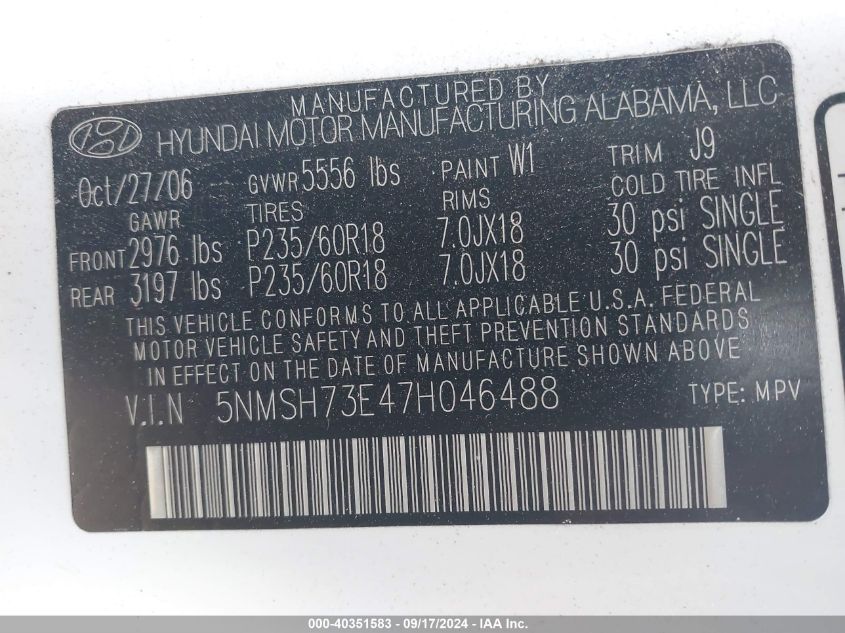 MANUFACTURED BY
HYUNDAI MOTOR MANUFACTURING ALABAMA, LLC
Oct/27/06 GVWR 5556 lbs PAINT W1 TRIM J9
GAWR TIRES RIMS COLD TIRE INFL
FRONT 2976 lbs P235/60R18 7.0JX18 30 psi SINGLE
REAR 3197 lbs P235/60R18 7.0JX18 30 psi SINGLE
THIS VEHICLE CONFORMS TO ALL APPLICABLE U.S.A. FEDERAL
MOTOR VEHICLE SAFETY AND THEFT PREVENTION STANDARDS
IN EFFECT ON THE DATE OF MANUFACTURE SHOWN ABOVE
V.I.N 5NMSH73E47H046488 TYPE: MPV
000-40351583 - 09/17/2024 - IAAI.com